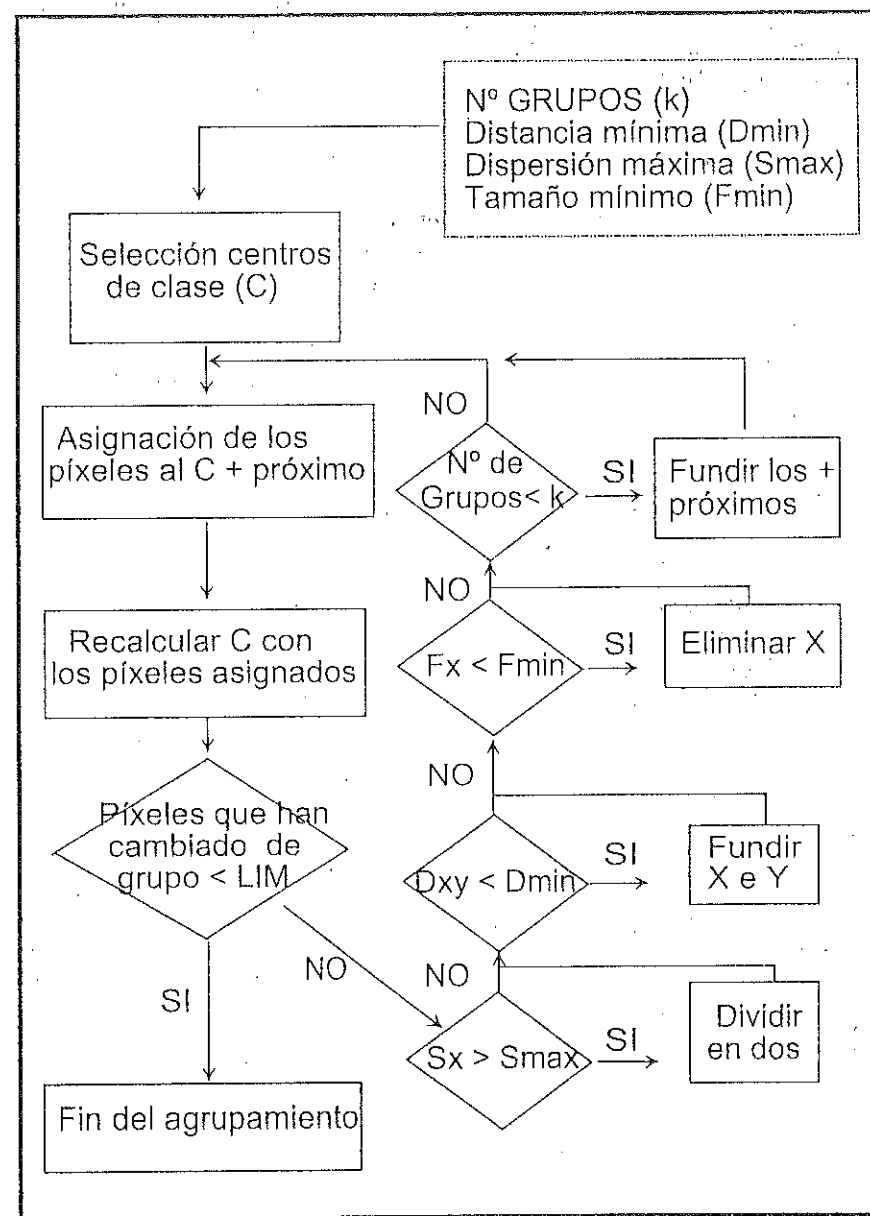 Nº GRUPOS (k)
Distancia mínima (Dmin)
Dispersión máxima (Smax)
Tamaño mínimo (Fmin)
Selección centros
de clase (C)
Asignación de los
píxeles al C + próximo
Recalcular C con
los píxeles asignados
Píxeles que han
cambiado de
grupo < LIM
SI
NO
Fin del agrupamiento
Sx > Smax
SI
Dividir
en dos
NO
Dxy < Dmin
SI
Fundir
X e Y
NO
Fx < Fmin
SI
Eliminar X
NO
Nº de
Grupos< k
SI
Fundir los +
próximos
NO